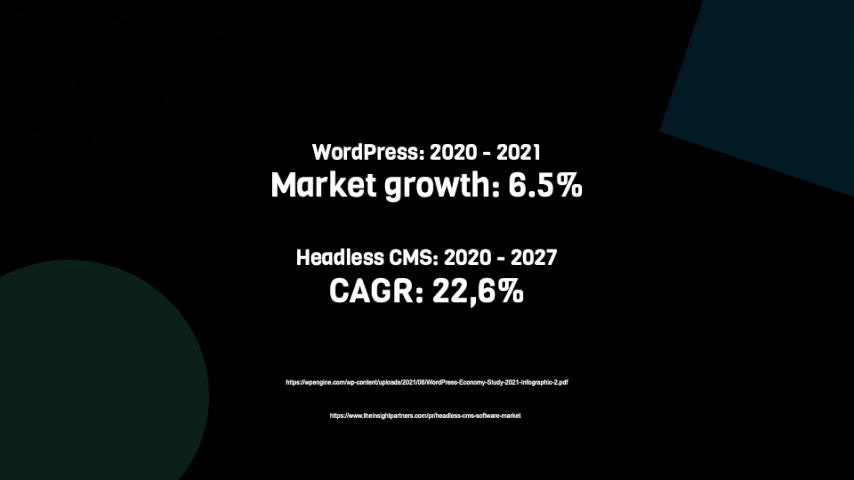 WordPress: 2020 - 2021
Market growth: 6.5%
Headless CMS: 2020 - 2027
CAGR: 22,6%
https://wpengine.com/wp-content/uploads/2021/06/WordPress-Economy-Study-2021-Infographic-2.pdf
https://www.theinsightpartners.com/pr/headless-cms-software-market